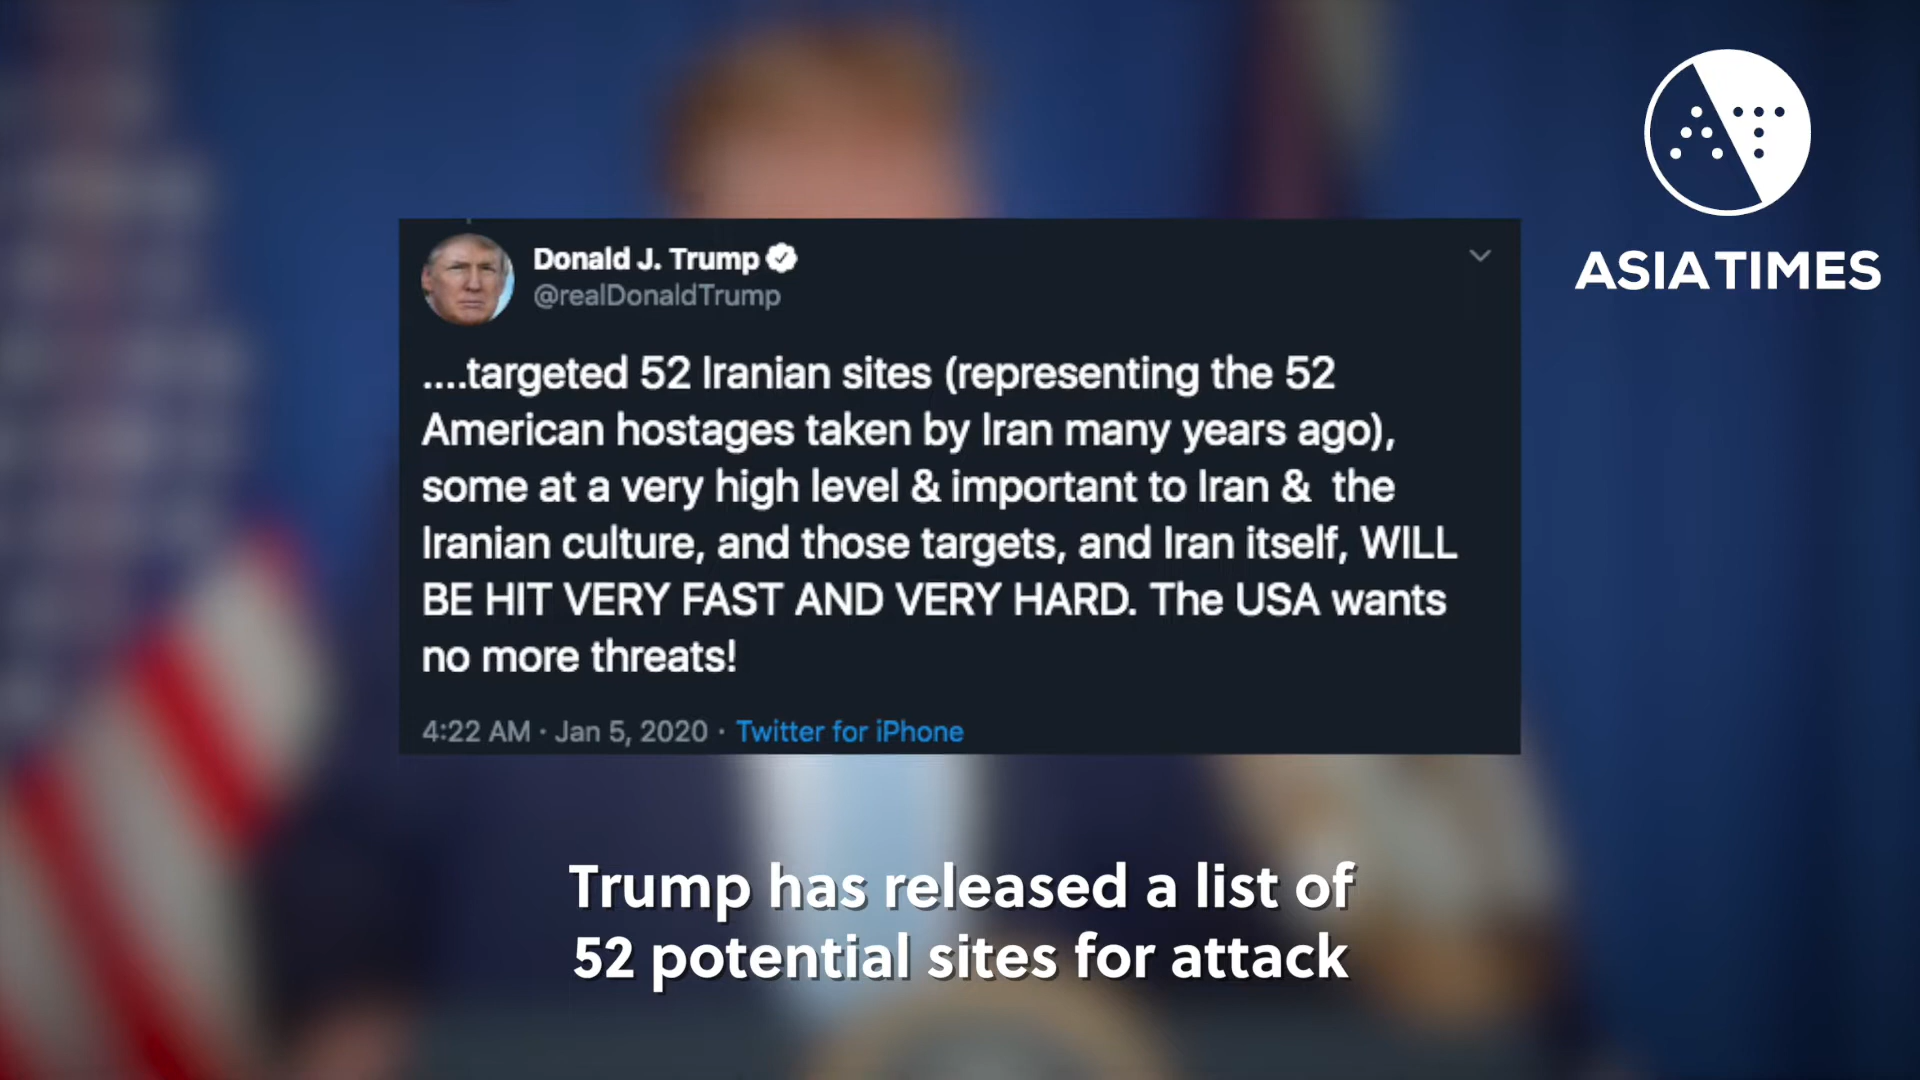 ASIA TIMES
Donald J. Trump
@realDonaldTrump
....targeted 52 Iranian sites (representing the 52
American hostages taken by Iran many years ago),
some at a very high level & important to Iran &  the
Iranian culture, and those targets, and Iran itself, WILL
BE HIT VERY FAST AND VERY HARD. The USA wants
no more threats!
4:22 AM · Jan 5, 2020 · Twitter for iPhone
Trump has released a list of
52 potential sites for attack